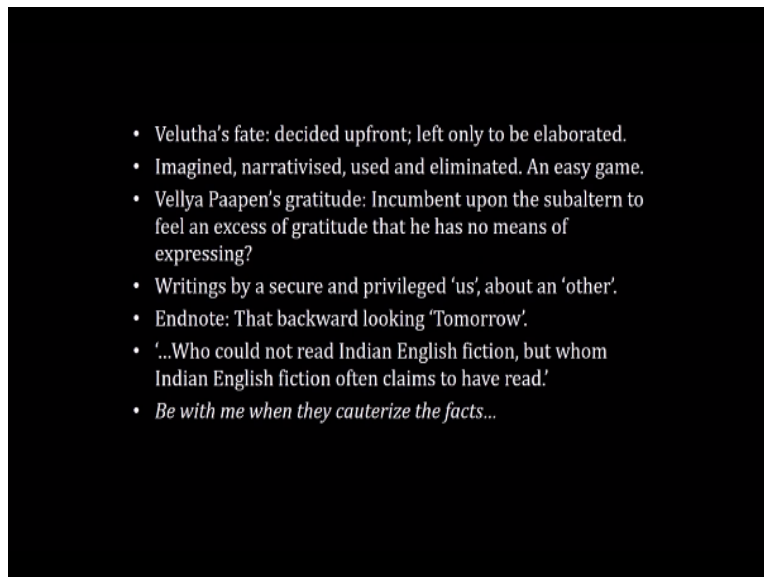 • Velutha’s fate: decided upfront; left only to be elaborated.
• Imagined, narrativised, used and eliminated. An easy game.
• Vellya Paapen’s gratitude: Incumbent upon the subaltern to
feel an excess of gratitude that he has no means of
expressing?
• Writings by a secure and privileged ‘us’, about an ‘other’.
• Endnote: That backward looking ‘Tomorrow’.
• ‘...Who could not read Indian English fiction, but whom
Indian English fiction often claims to have read.’
• Be with me when they cauterize the facts...